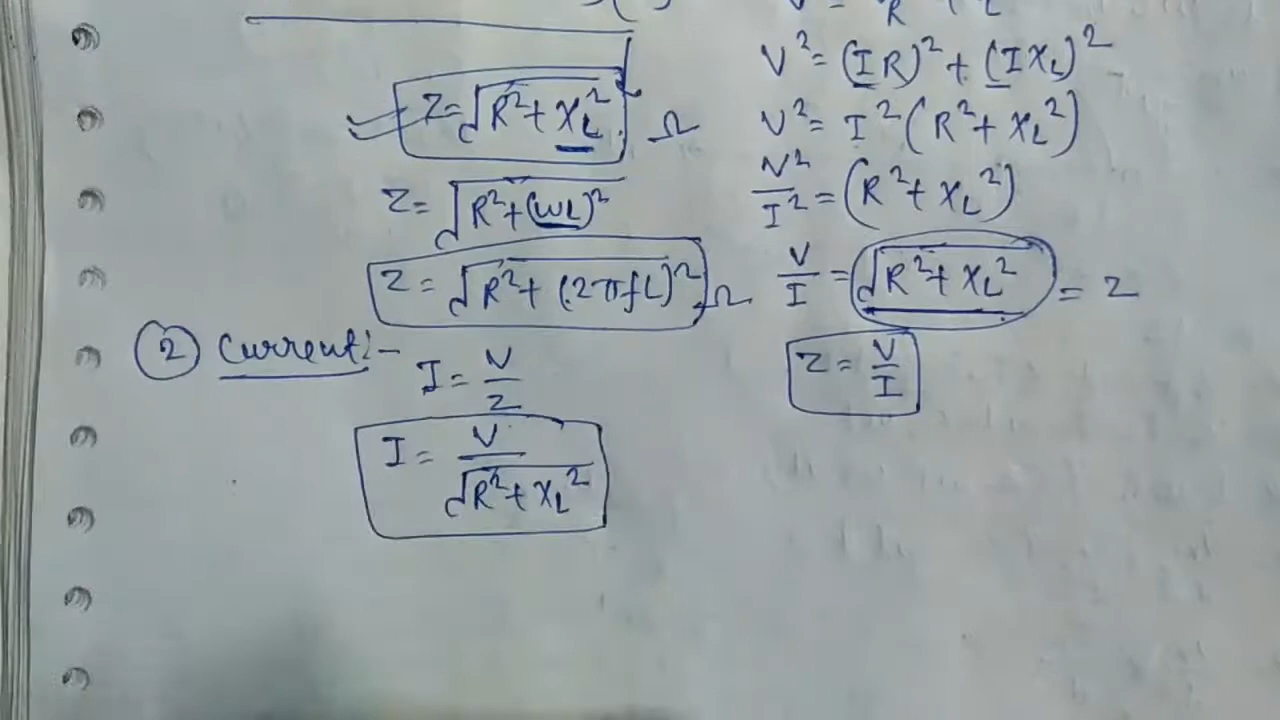 Z=√R²+X_L² Ω
Z=√R²+(ωL)²
Z=√R²+(2πfL)² Ω
② Current:-
I=V/Z
I=V/√R²+X_L²
V²=(IR)²+(IX_L)²
V²=I²(R²+X_L²)
V²/I²=(R²+X_L²)
V/I=√R²+X_L²=Z
Z=V/I